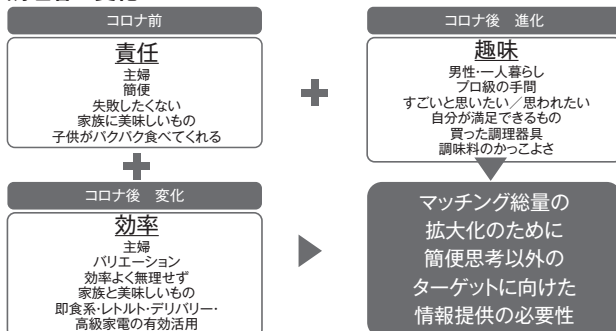 コロナ前
責任
主婦
簡便
失敗したくない
家族に美味しいもの
子供がパクパク食べてくれる
コロナ後 進化
趣味
男性・一人暮らし
プロ級の手間
すごいと思いたい／思われたい
自分が満足できるもの
買った調理器具
調味料のかっこよさ
コロナ後 変化
効率
主婦
バリエーション
効率よく無理せず
家族と美味しいもの
即食系・レトルト・デリバリー・
高級家電の有効活用
マッチング総量の
拡大化のために
簡便思考以外の
ターゲットに向けた
情報提供の必要性